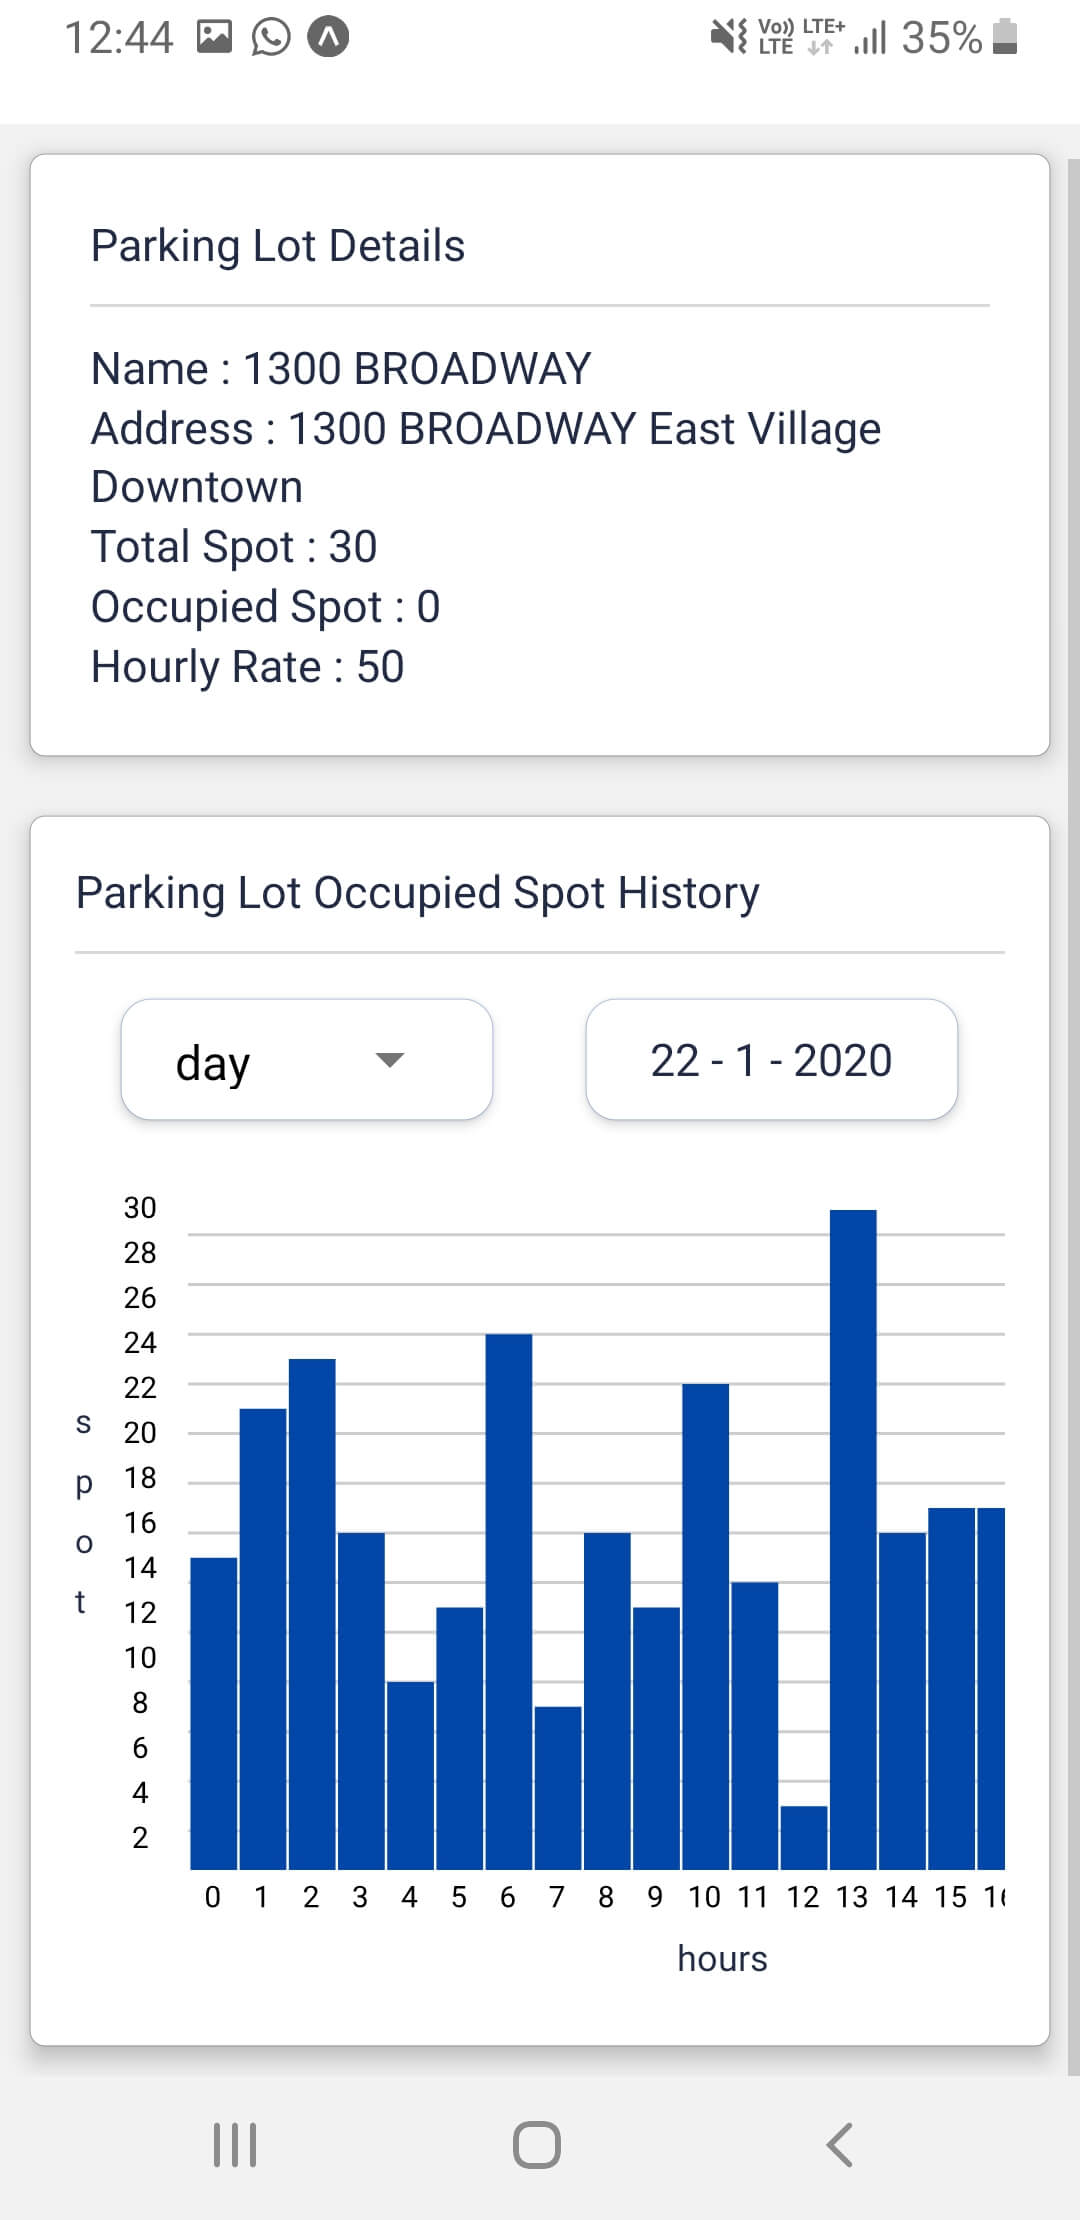 12:44 Vo)) LTE+ LTE 35%
Parking Lot Details
Name : 1300 BROADWAY
Address : 1300 BROADWAY East Village
Downtown
Total Spot : 30
Occupied Spot : 0
Hourly Rate : 50
Parking Lot Occupied Spot History
day
22 - 1 - 2020
30
28
26
24
22
20
18
16
14
12
10
8
6
4
2
s
p
o
t
0 1 2 3 4 5 6 7 8 9 10 11 12 13 14 15
hours